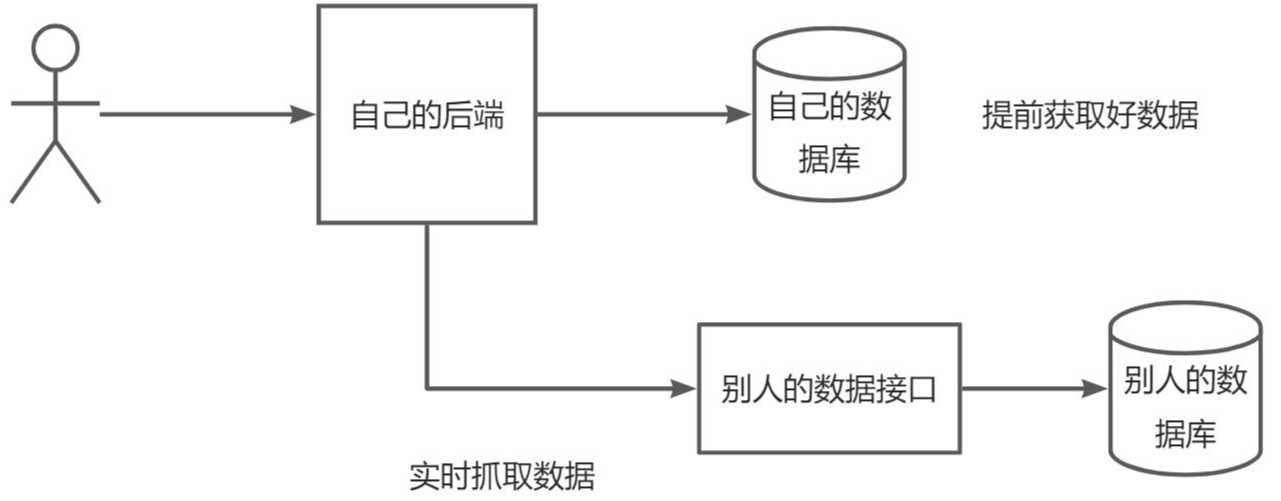 自己的后端
自己的数
据库
提前获取好数据
别人的数据接口
别人的数
据库
实时抓取数据